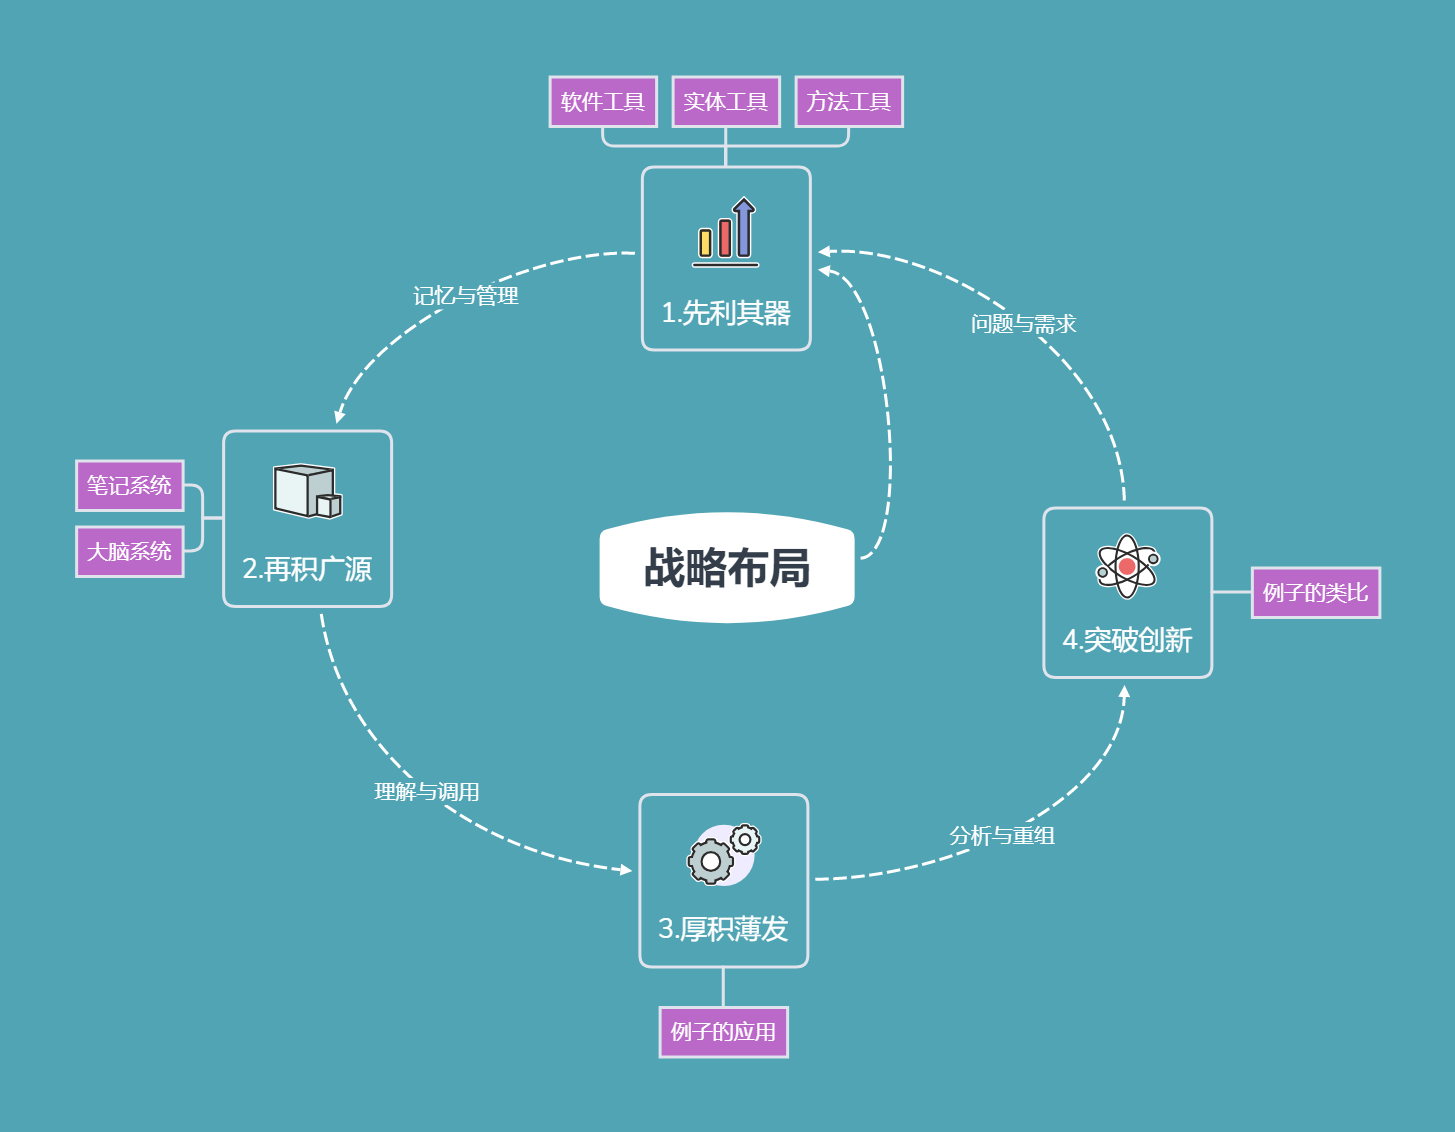 软件工具
实体工具
方法工具
1.先利其器
记忆与管理
问题与需求
笔记系统
大脑系统
2.再积广源
战略布局
4.突破创新
例子的类比
理解与调用
分析与重组
3.厚积薄发
例子的应用